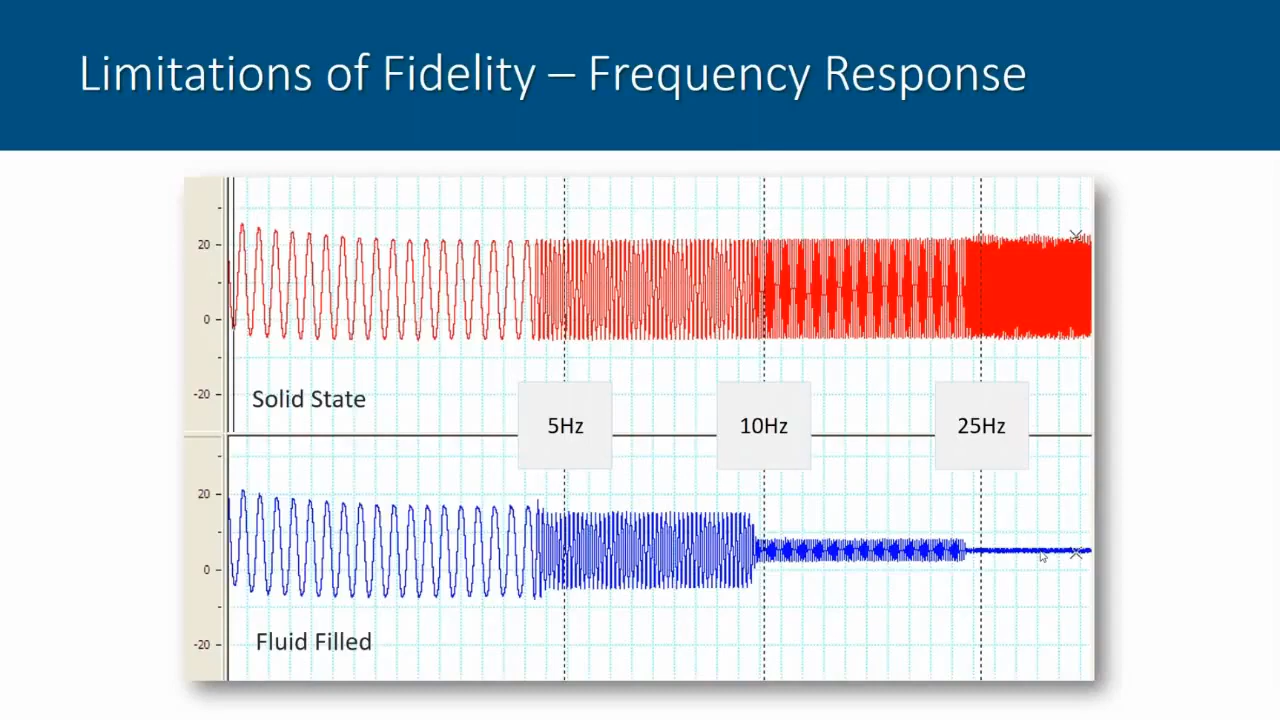 Limitations of Fidelity – Frequency Response
20
0
-20
Solid State
5Hz
10Hz
25Hz
20
0
-20
Fluid Filled